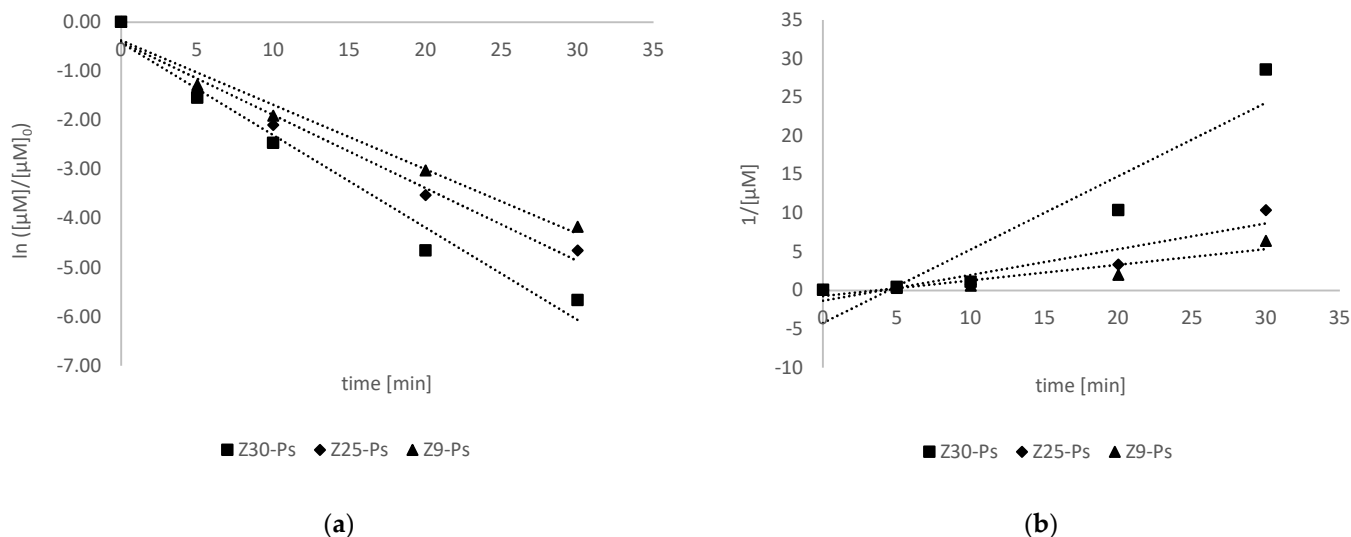 0.00
-1.00
-2.00
-3.00
-4.00
-5.00
-6.00
-7.00
0 5 10 15 20 25 30 35
ln ([µM]/[µM]₀)
time [min]
Z30-Ps Z25-Ps Z9-Ps
(a)
35
30
25
20
15
10
5
0
-5
-10
0 5 10 15 20 25 30 35
1/[µM]
time [min]
Z30-Ps Z25-Ps Z9-Ps
(b)